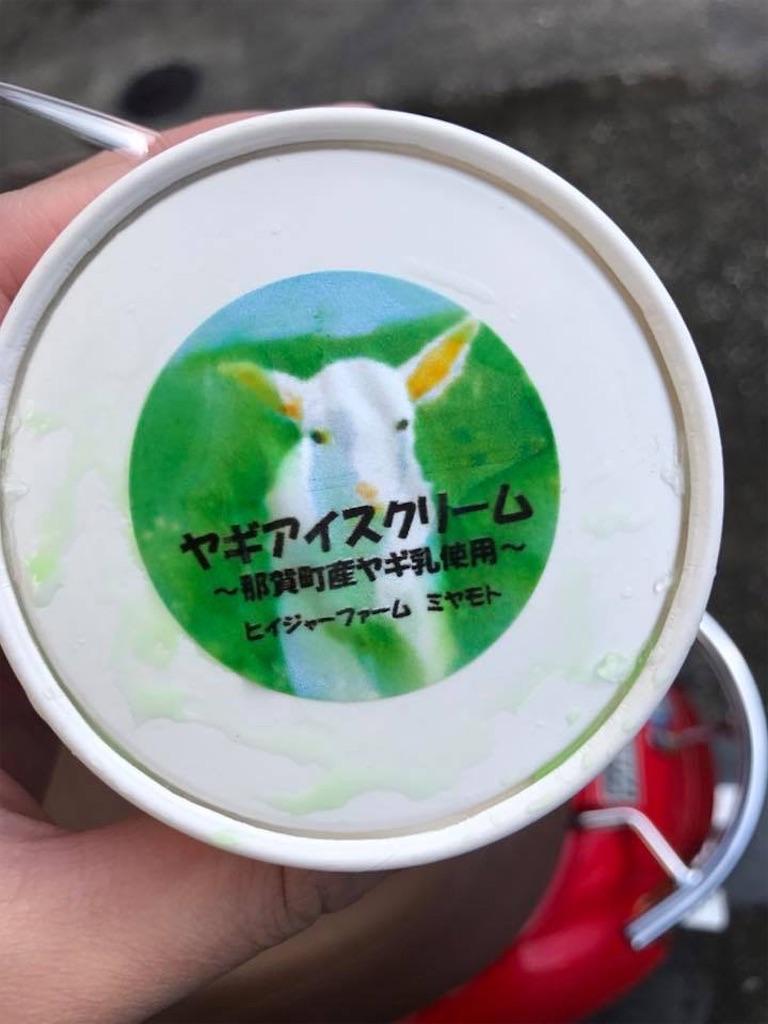 ヤギアイスクリーム
～那賀町産ヤギ乳使用～
ヒイジャーファーム ミヤモト